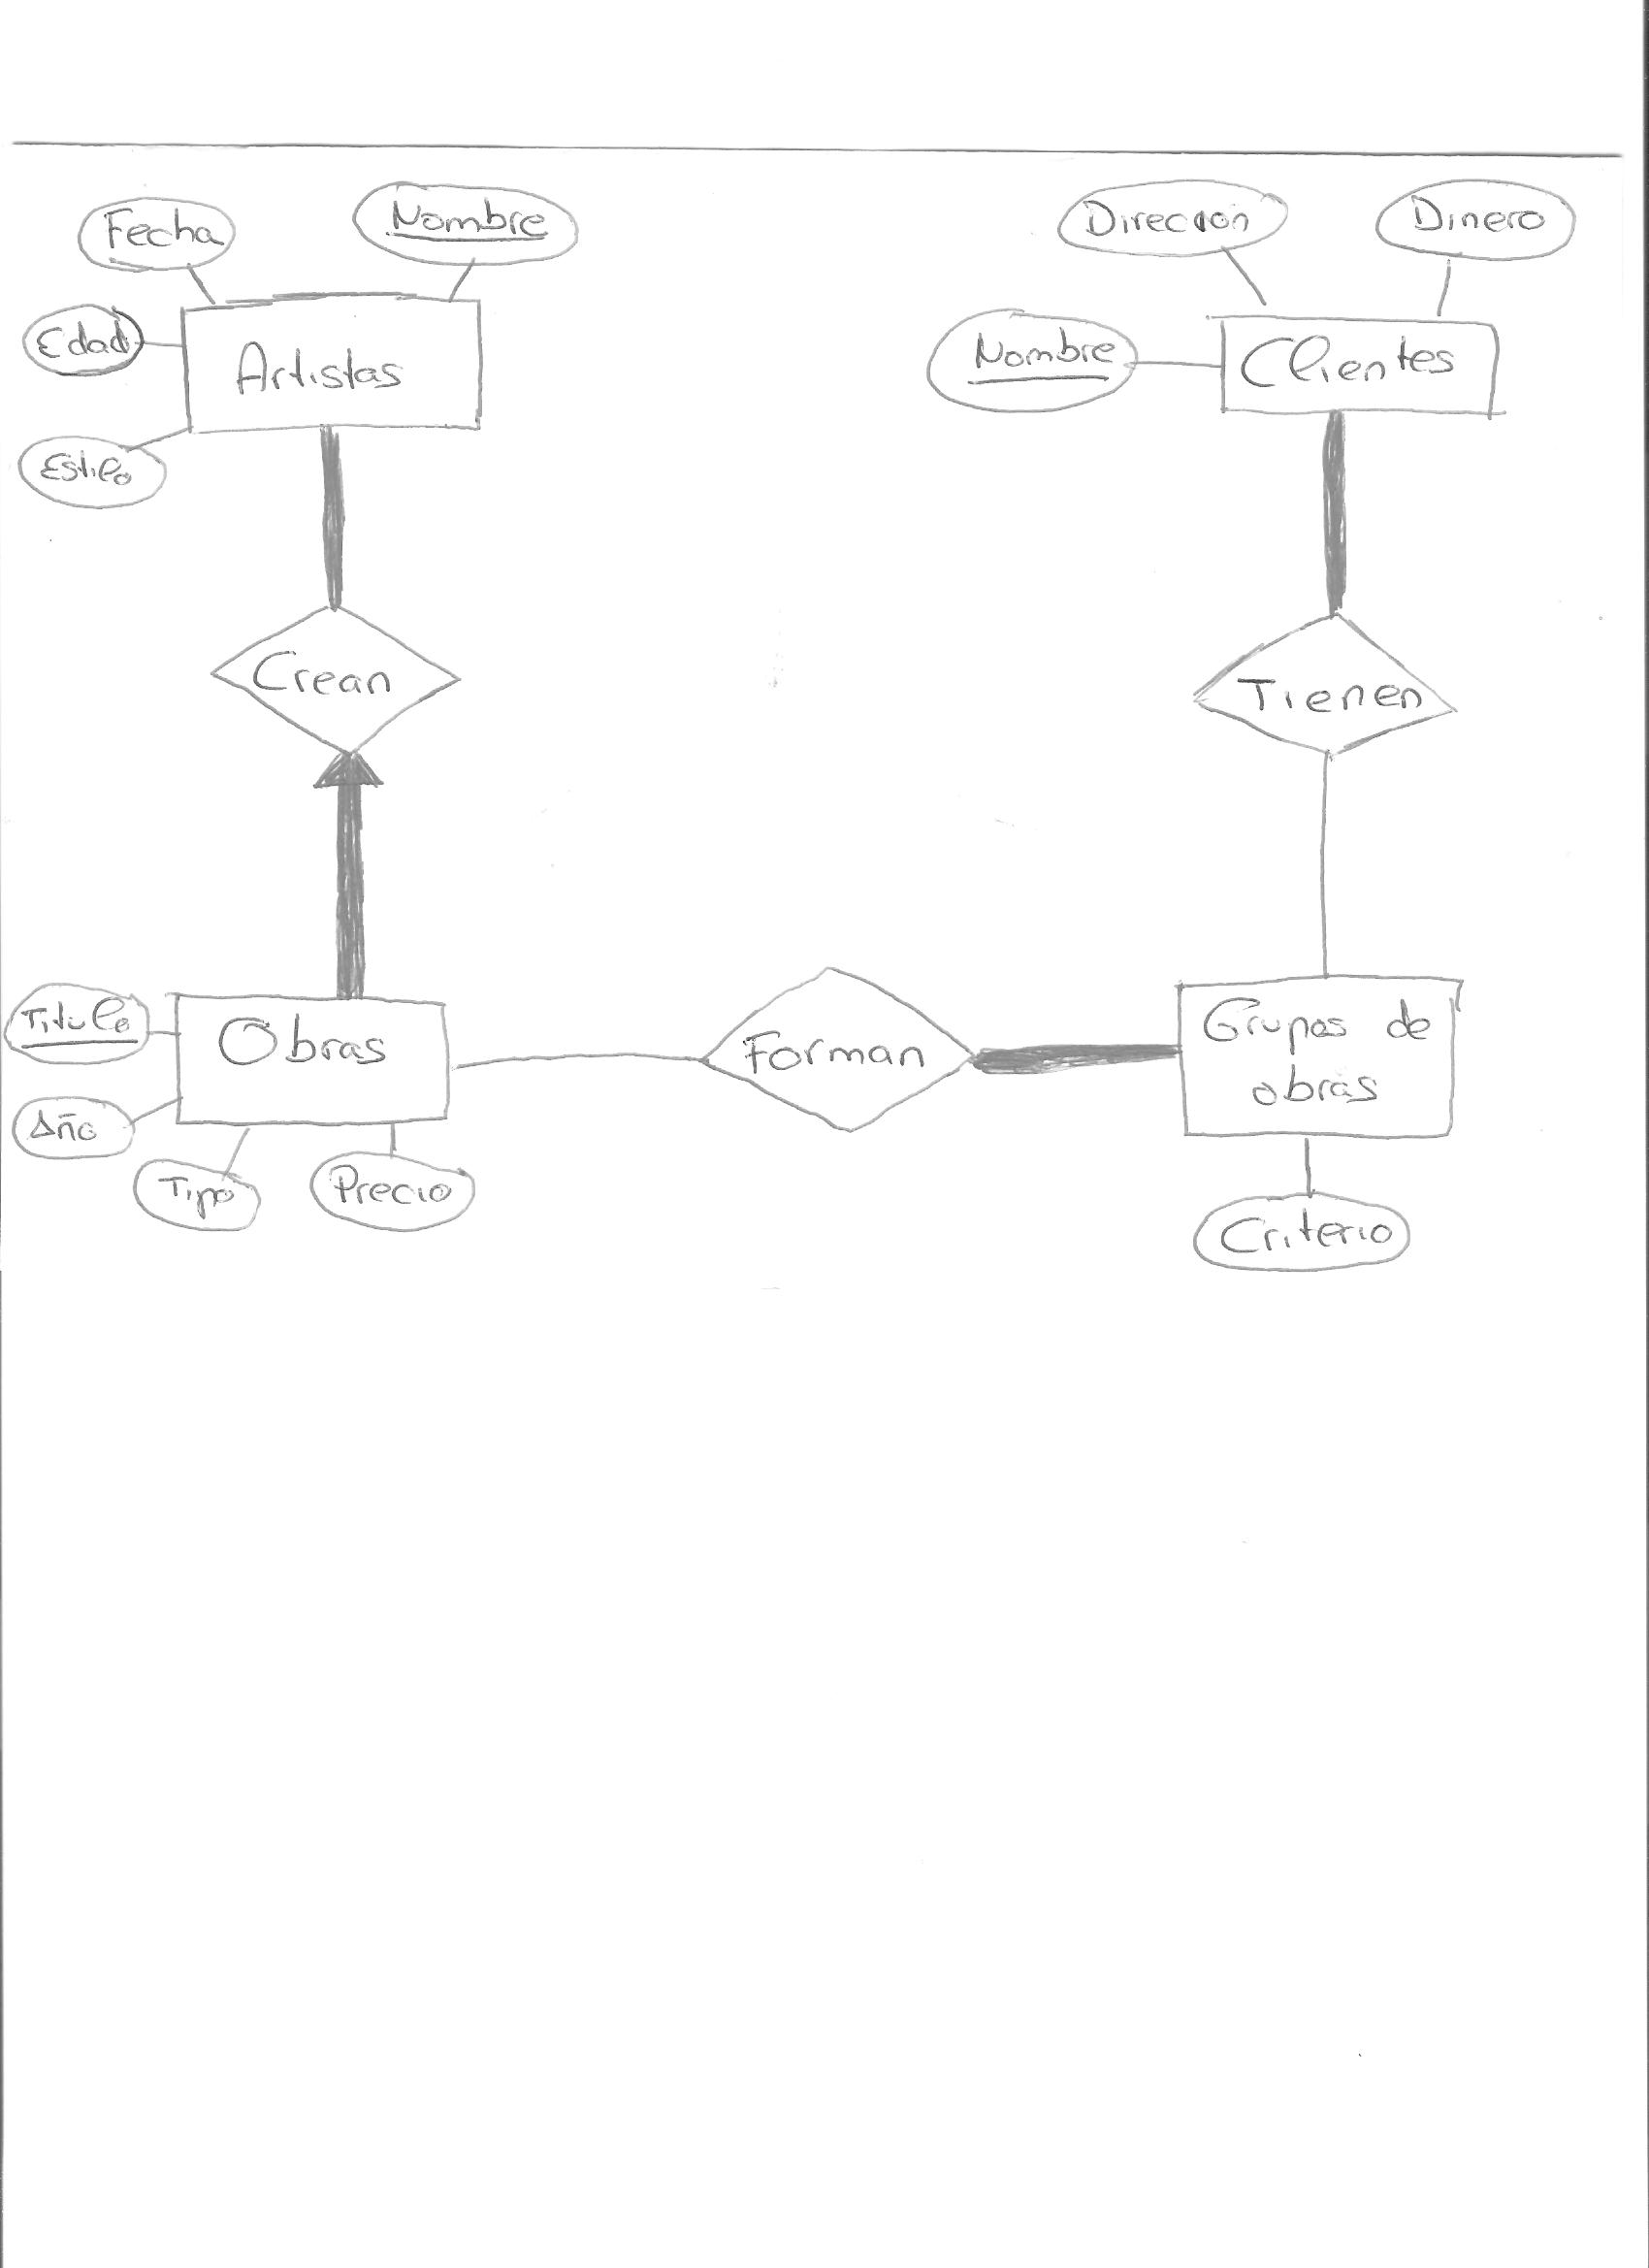 Fecha
Nombre
Edad
Artistas
Estilo
Dirección
Dinero
Nombre
Clientes
Crean
Tienen
Titulo
Obras
Año
Tipo
Precio
Forman
Grupos de
obras
Criterio